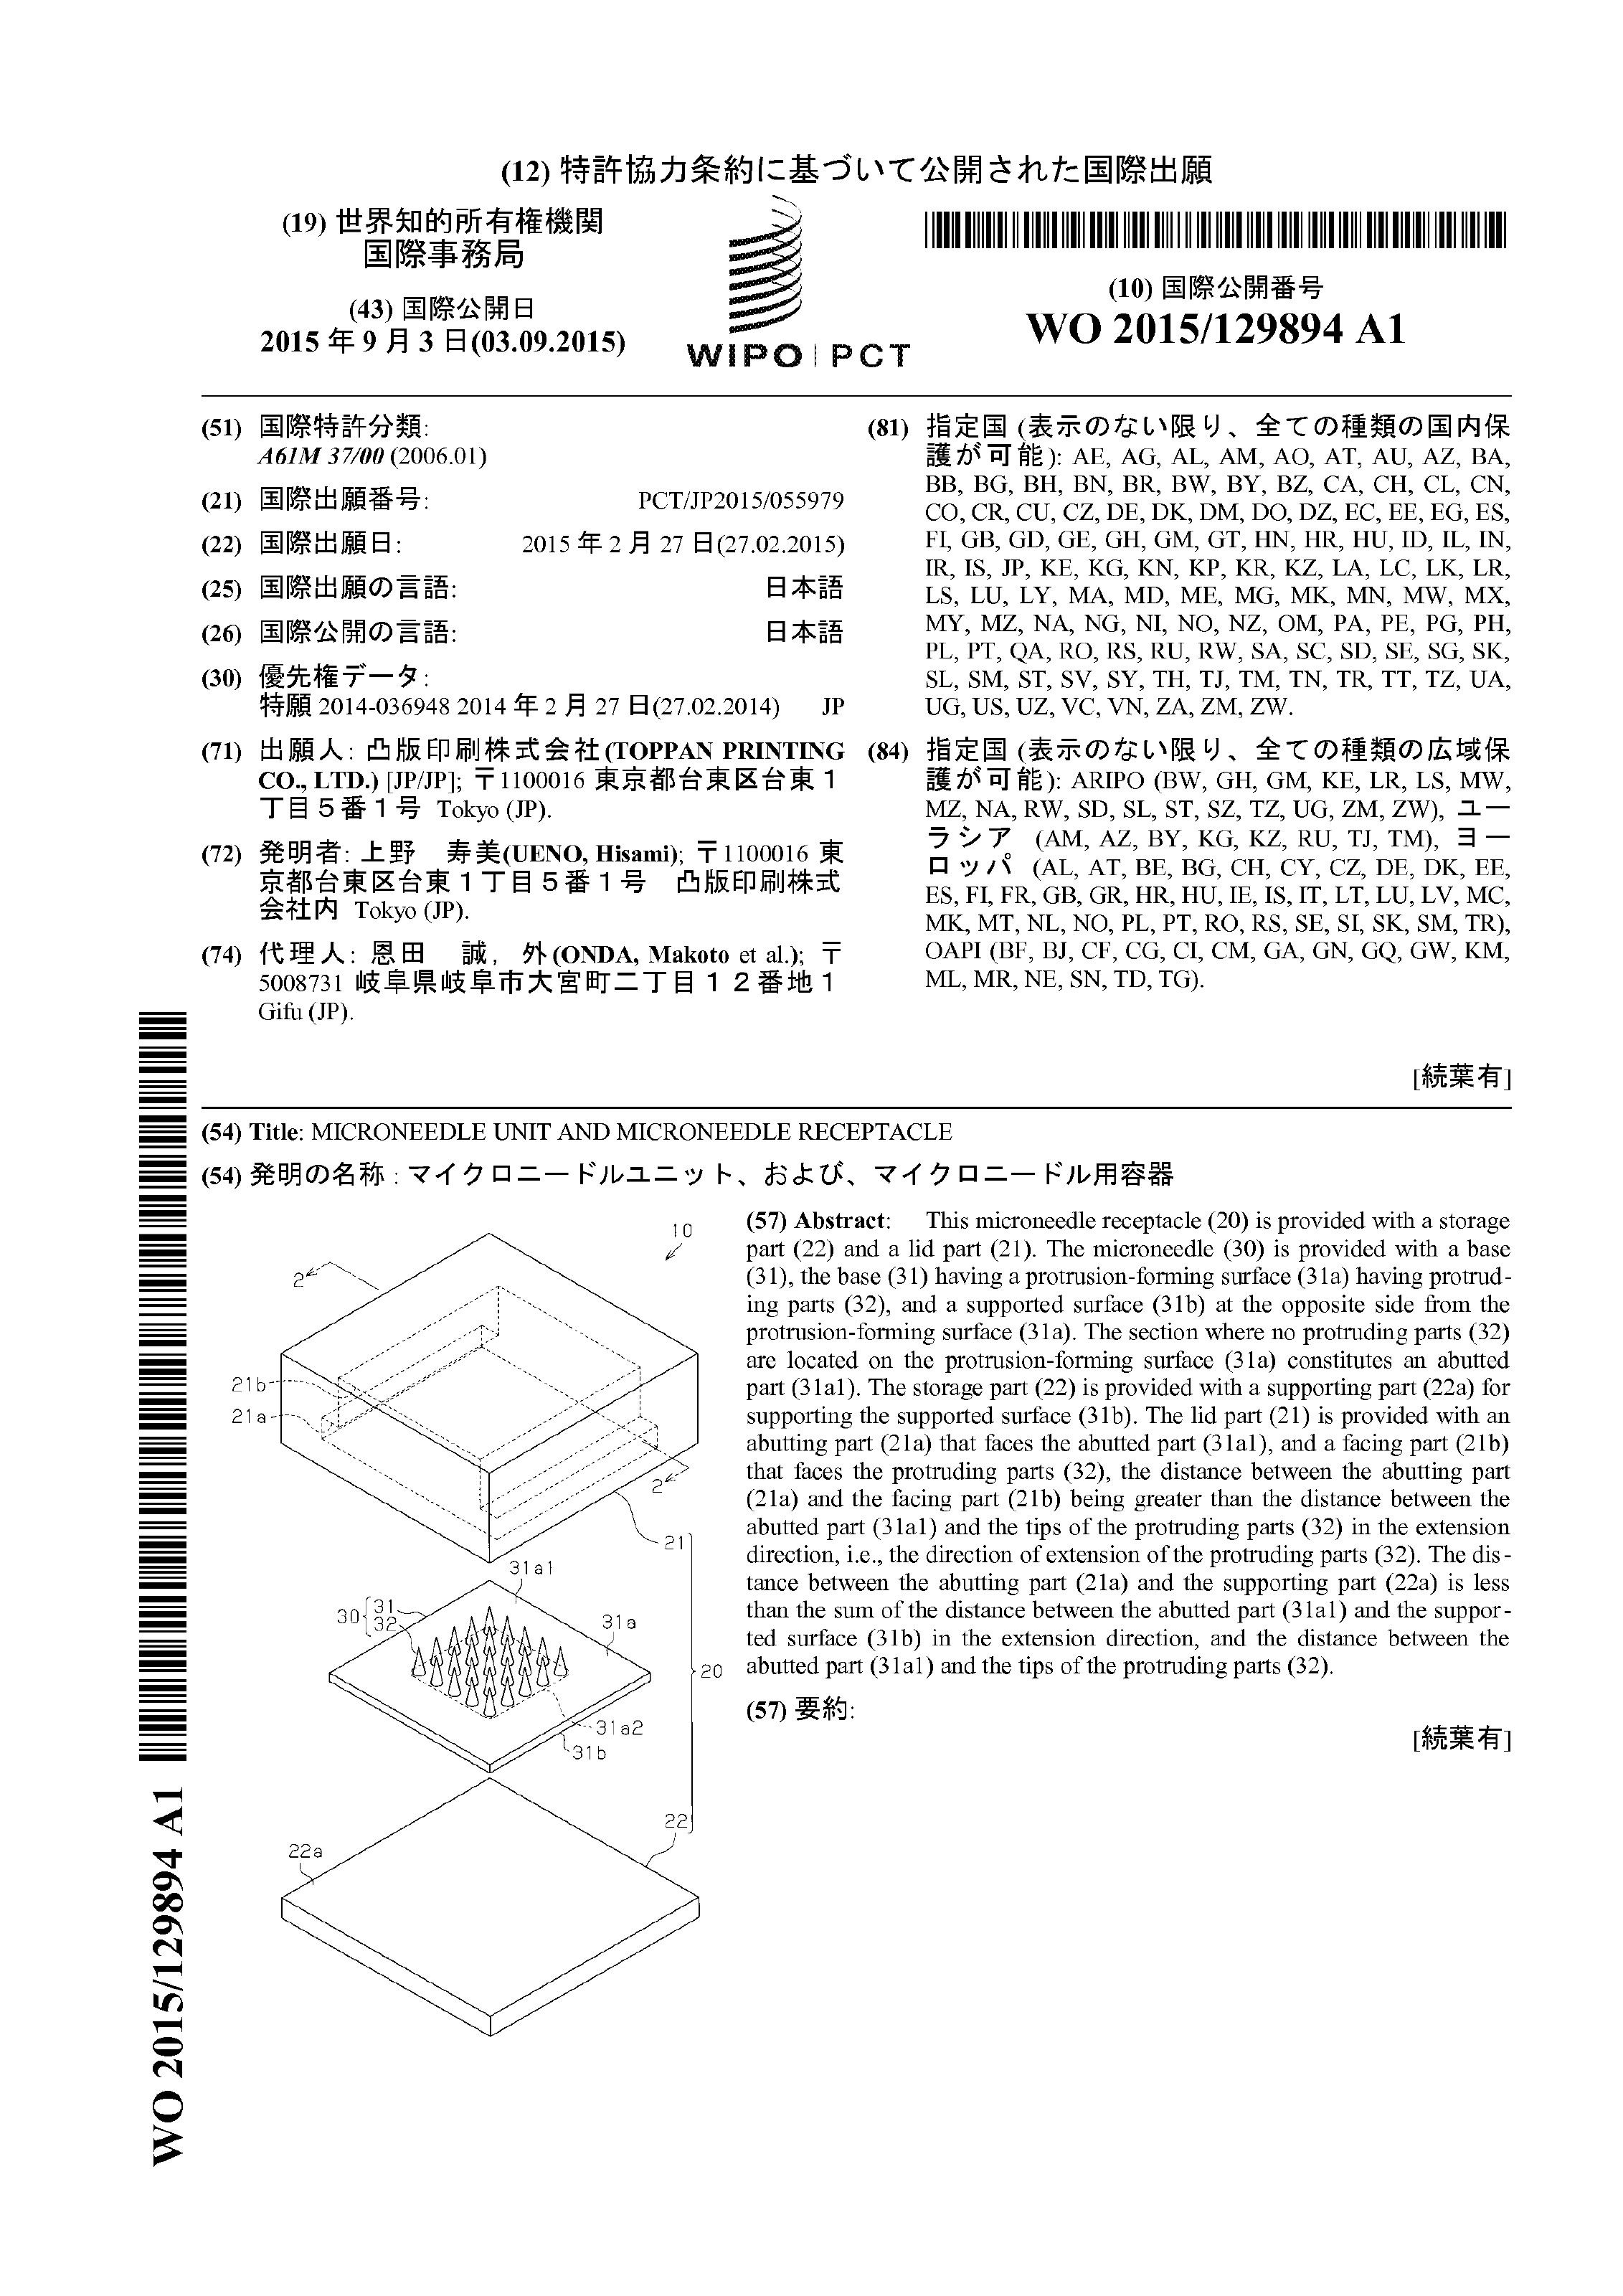 (12) 特許協力条約に基づいて公開された国際出願
(19) 世界知的所有権機関
国際事務局
(43) 国際公開日
2015 年 9 月 3 日(03.09.2015)
WIPO | PCT
(10) 国際公開番号
WO 2015/129894 A1
(51) 国際特許分類:
A61M 37/00 (2006.01)
(21) 国際出願番号: PCT/JP2015/055979
(22) 国際出願日: 2015 年 2 月 27 日(27.02.2015)
(25) 国際出願の言語: 日本語
(26) 国際公開の言語: 日本語
(30) 優先権データ:
特願 2014-036948 2014 年 2 月 27 日(27.02.2014) JP
(71) 出願人: 凸版印刷株式会社(TOPPAN PRINTING
CO., LTD.) [JP/JP]; 〒1100016 東京都台東区台東1
丁目5番1号 Tokyo (JP).
(72) 発明者: 上野 寿美(UENO, Hisami); 〒1100016 東
京都台東区台東1丁目5番1号 凸版印刷株式
会社内 Tokyo (JP).
(74) 代理人: 恩田 誠, 外(ONDA, Makoto et al.); 〒
5008731 岐阜県岐阜市大宮町二丁目12番地1
Gifu (JP).
(81) 指定国 (表示のない限り、全ての種類の国内保
護が可能): AE, AG, AL, AM, AO, AT, AU, AZ, BA,
BB, BG, BH, BN, BR, BW, BY, BZ, CA, CH, CL, CN,
CO, CR, CU, CZ, DE, DK, DM, DO, DZ, EC, EE, EG, ES,
FI, GB, GD, GE, GH, GM, GT, HN, HR, HU, ID, IL, IN,
IR, IS, JP, KE, KG, KN, KP, KR, KZ, LA, LC, LK, LR,
LS, LU, LY, MA, MD, ME, MG, MK, MN, MW, MX,
MY, MZ, NA, NG, NI, NO, NZ, OM, PA, PE, PG, PH,
PL, PT, QA, RO, RS, RU, RW, SA, SC, SD, SE, SG, SK,
SL, SM, ST, SV, SY, TH, TJ, TM, TN, TR, TT, TZ, UA,
UG, US, UZ, VC, VN, ZA, ZM, ZW.
(84) 指定国 (表示のない限り、全ての種類の広域保
護が可能): ARIPO (BW, GH, GM, KE, LR, LS, MW,
MZ, NA, RW, SD, SL, ST, SZ, TZ, UG, ZM, ZW), ユー
ラシア (AM, AZ, BY, KG, KZ, RU, TJ, TM), ヨー
ロッパ (AL, AT, BE, BG, CH, CY, CZ, DE, DK, EE,
ES, FI, FR, GB, GR, HR, HU, IE, IS, IT, LT, LU, LV, MC,
MK, MT, NL, NO, PL, PT, RO, RS, SE, SI, SK, SM, TR),
OAPI (BF, BJ, CF, CG, CI, CM, GA, GN, GQ, GW, KM,
ML, MR, NE, SN, TD, TG).
[続葉有]
(54) Title: MICRONEEDLE UNIT AND MICRONEEDLE RECEPTACLE
(54) 発明の名称 : マイクロニードルユニット、および、マイクロニードル用容器
10
2
21b
21a
2
21
31a1
30
31
32
31a
20
31a2
31b
22
22a
(57) Abstract: This microneedle receptacle (20) is provided with a storage
part (22) and a lid part (21). The microneedle (30) is provided with a base
(31), the base (31) having a protrusion-forming surface (31a) having protrud-
ing parts (32), and a supported surface (31b) at the opposite side from the
protrusion-forming surface (31a). The section where no protruding parts (32)
are located on the protrusion-forming surface (31a) constitutes an abutted
part (31a1). The storage part (22) is provided with a supporting part (22a) for
supporting the supported surface (31b). The lid part (21) is provided with an
abutting part (21a) that faces the abutted part (31a1), and a facing part (21b)
that faces the protruding parts (32), the distance between the abutting part
(21a) and the facing part (21b) being greater than the distance between the
abutted part (31a1) and the tips of the protruding parts (32) in the extension
direction, i.e., the direction of extension of the protruding parts (32). The dis-
tance between the abutting part (21a) and the supporting part (22a) is less
than the sum of the distance between the abutted part (31a1) and the suppor-
ted surface (31b) in the extension direction, and the distance between the
abutted part (31a1) and the tips of the protruding parts (32).
(57) 要約:
[続葉有]
WO 2015/129894 A1